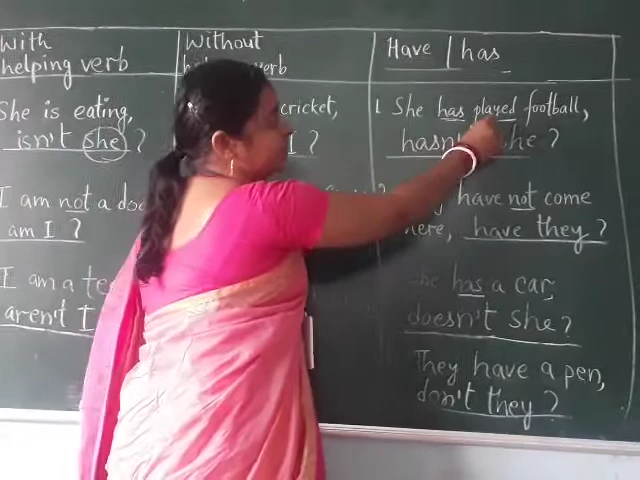 With
helping verb
She is eating,
isn't she?
I am not a do
am I?
I am a te
aren't I
Without
verb
cricket,
I?
Have | has
1 She has played football,
hasn't she?
have not come
here, have they?
She has a car,
doesn't she?
They have a pen,
don't they?